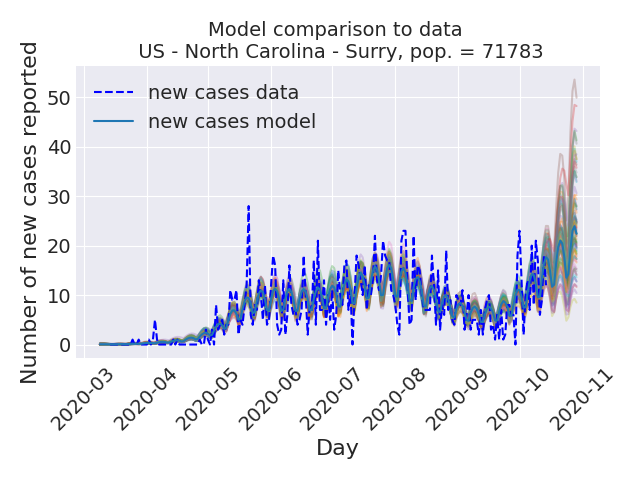 Model comparison to data
US - North Carolina - Surry, pop. = 71783
Number of new cases reported
50
40
30
20
10
0
new cases data
new cases model
2020-03
2020-04
2020-05
2020-06
2020-07
2020-08
2020-09
2020-10
2020-11
Day